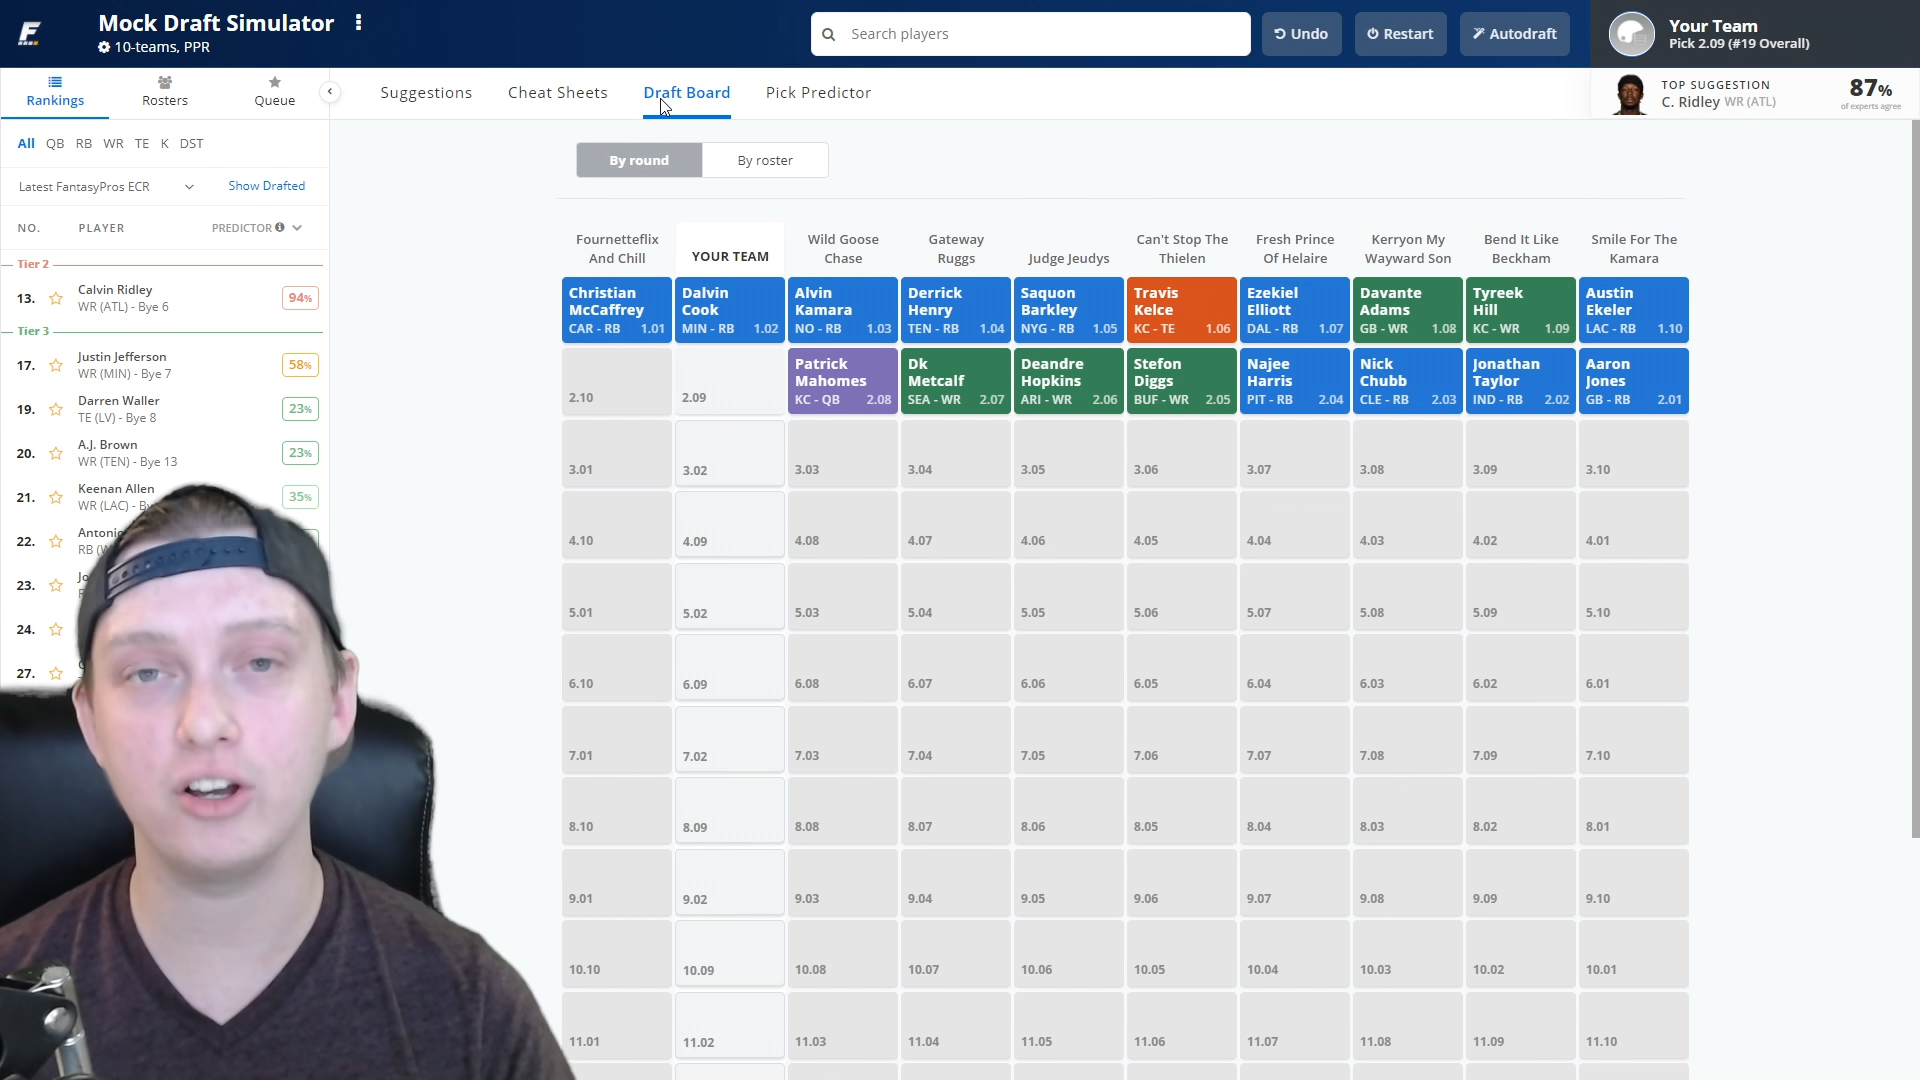 Mock Draft Simulator
10-teams, PPR
Search players
Undo
Restart
Autodraft
Your Team
Pick 2.09 (#19 Overall)
Rankings
Rosters
Queue
Suggestions
Cheat Sheets
Draft Board
Pick Predictor
TOP SUGGESTION
C. Ridley WR (ATL)
87%
of experts agree
All QB RB WR TE K DST
Latest FantasyPros ECR
Show Drafted
NO. PLAYER PREDICTOR
Tier 2
13. Calvin Ridley 94%
WR (ATL) - Bye 6
Tier 3
17. Justin Jefferson 58%
WR (MIN) - Bye 7
19. Darren Waller 23%
TE (LV) - Bye 8
20. A.J. Brown 23%
WR (TEN) - Bye 13
21. Keenan Allen 35%
WR (LAC) - By
22. Antonio
RB (W
23. Jo
24.
27.
By round
By roster
Fournetteflix And Chill
YOUR TEAM
Wild Goose Chase
Gateway Ruggs
Judge Jeudys
Can't Stop The Thielen
Fresh Prince Of Helaire
Kerryon My Wayward Son
Bend It Like Beckham
Smile For The Kamara
Christian McCaffrey
CAR - RB 1.01
Dalvin Cook
MIN - RB 1.02
Alvin Kamara
NO - RB 1.03
Derrick Henry
TEN - RB 1.04
Saquon Barkley
NYG - RB 1.05
Travis Kelce
KC - TE 1.06
Ezekiel Elliott
DAL - RB 1.07
Davante Adams
GB - WR 1.08
Tyreek Hill
KC - WR 1.09
Austin Ekeler
LAC - RB 1.10
2.10
2.09
Patrick Mahomes
KC - QB 2.08
Dk Metcalf
SEA - WR 2.07
Deandre Hopkins
ARI - WR 2.06
Stefon Diggs
BUF - WR 2.05
Najee Harris
PIT - RB 2.04
Nick Chubb
CLE - RB 2.03
Jonathan Taylor
IND - RB 2.02
Aaron Jones
GB - RB 2.01
3.01 3.02 3.03 3.04 3.05 3.06 3.07 3.08 3.09 3.10
4.10 4.09 4.08 4.07 4.06 4.05 4.04 4.03 4.02 4.01
5.01 5.02 5.03 5.04 5.05 5.06 5.07 5.08 5.09 5.10
6.10 6.09 6.08 6.07 6.06 6.05 6.04 6.03 6.02 6.01
7.01 7.02 7.03 7.04 7.05 7.06 7.07 7.08 7.09 7.10
8.10 8.09 8.08 8.07 8.06 8.05 8.04 8.03 8.02 8.01
9.01 9.02 9.03 9.04 9.05 9.06 9.07 9.08 9.09 9.10
10.10 10.09 10.08 10.07 10.06 10.05 10.04 10.03 10.02 10.01
11.01 11.02 11.03 11.04 11.05 11.06 11.07 11.08 11.09 11.10